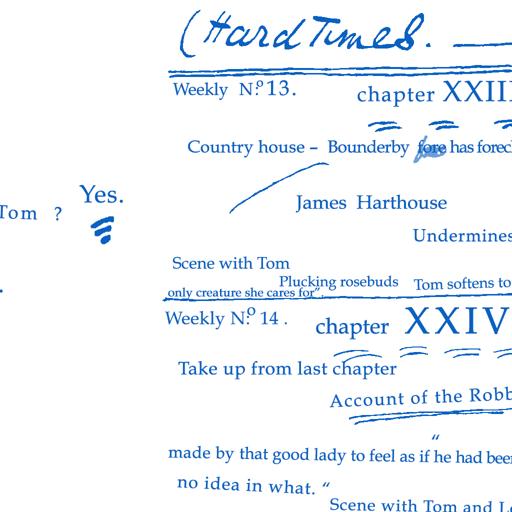 (Hard Times.
Weekly N.º 13.
chapter XXIII
Country house – Bounderby fore has forec
Tom ? Yes.
James Harthouse
Undermines
Scene with Tom
Plucking rosebuds Tom softens to
only creature she cares for".
Weekly N.º 14.
chapter XXIV
Take up from last chapter
Account of the Robb
“
made by that good lady to feel as if he had been
no idea in what. “
Scene with Tom and Lo